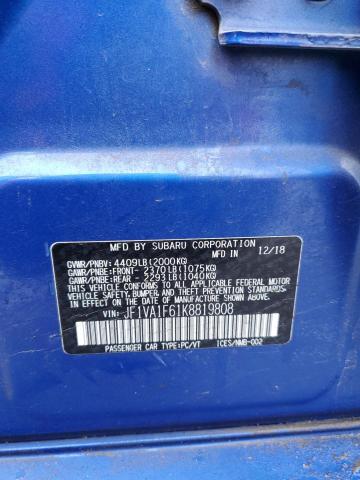 MFD. BY SUBARU CORPORATION
GVWR/PNBV: 4409LB(2000KG) MFD IN 12/18
GAWR/PNBE:FRONT- 2370LB(1075KG)
GAWR/PNBE:REAR - 2293LB(1040KG)
THIS VEHICLE CONFORMS TO ALL APPLICABLE FEDERAL MOTOR
VEHICLE SAFETY, BUMPER, AND THEFT PREVENTION STANDARDS
IN EFFECT ON THE DATE OF MANUFACTURE SHOWN ABOVE.
VIN: JF1VA1F61K8819808
PASSENGER CAR TYPE:PC/VT ICES/NMB-002